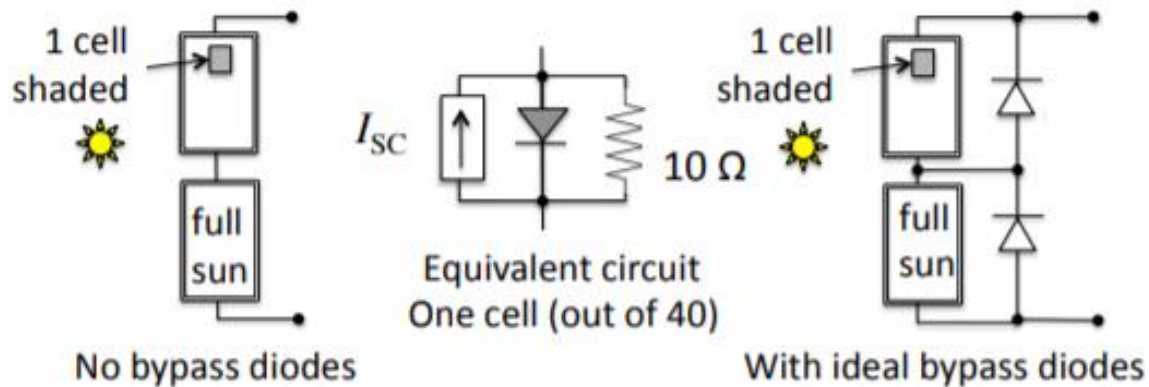 1 cell
shaded
full
sun
No bypass diodes
I_SC
10 Ω
Equivalent circuit
One cell (out of 40)
1 cell
shaded
full
sun
With ideal bypass diodes